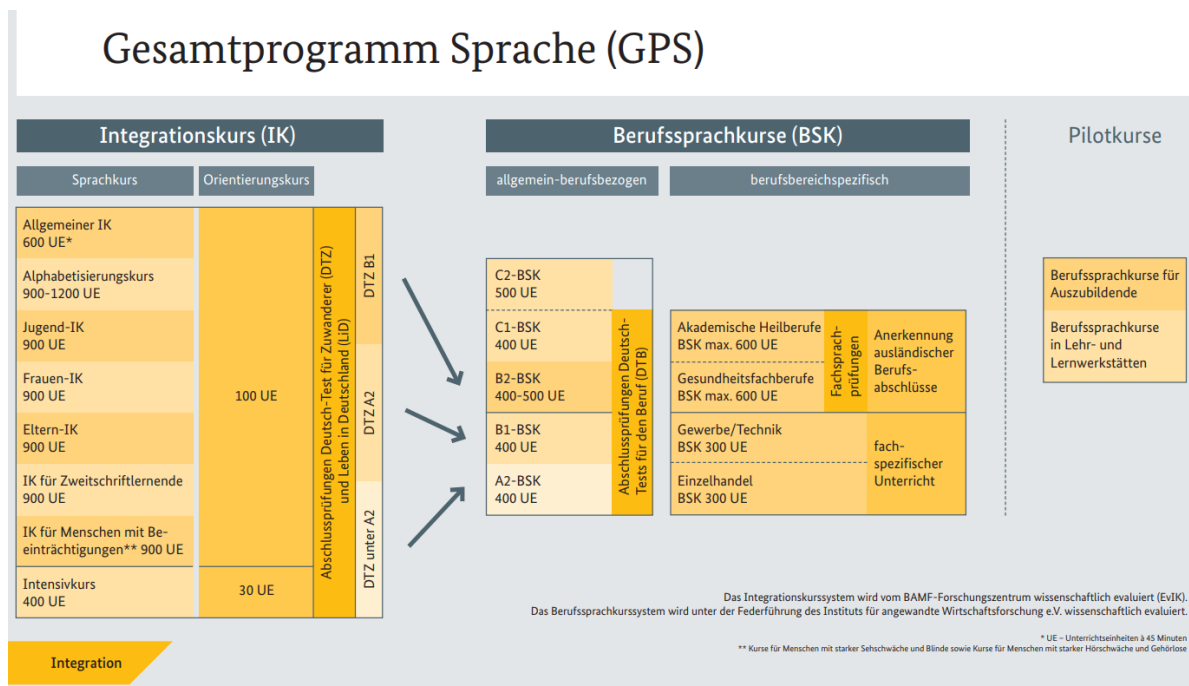 Gesamtprogramm Sprache (GPS)
Integrationskurs (IK)
Sprachkurs
Orientierungskurs
Allgemeiner IK
600 UE*
Alphabetisierungskurs
900-1200 UE
Jugend-IK
900 UE
Frauen-IK
900 UE
Eltern-IK
900 UE
IK für Zweitschriftlernende
900 UE
IK für Menschen mit Be-
einträchtigungen** 900 UE
Intensivkurs
400 UE
100 UE
30 UE
Abschlussprüfungen Deutsch-Test für Zuwanderer (DTZ)
und Leben in Deutschland (LiD)
DTZ B1
DTZ A2
DTZ unter A2
Berufssprachkurse (BSK)
allgemein-berufsbezogen
berufsbereichspezifisch
C2-BSK
500 UE
C1-BSK
400 UE
B2-BSK
400-500 UE
B1-BSK
400 UE
A2-BSK
400 UE
Abschlussprüfungen Deutsch-
Tests für den Beruf (DTB)
Akademische Heilberufe
BSK max. 600 UE
Gesundheitsfachberufe
BSK max. 600 UE
Fachsprach-
prüfungen
Anerkennung
ausländischer
Berufs-
abschlüsse
Gewerbe/Technik
BSK 300 UE
Einzelhandel
BSK 300 UE
fach-
spezifischer
Unterricht
Pilotkurse
Berufssprachkurse für
Auszubildende
Berufssprachkurse
in Lehr- und
Lernwerkstätten
Das Integrationskurssystem wird vom BAMF-Forschungszentrum wissenschaftlich evaluiert (EvIK).
Das Berufssprachkurssystem wird unter der Federführung des Instituts für angewandte Wirtschaftsforschung e.V. wissenschaftlich evaluiert.
* UE – Unterrichtseinheiten à 45 Minuten
** Kurse für Menschen mit starker Sehschwäche und Blinde sowie Kurse für Menschen mit starker Hörschwäche und Gehörlose
Integration